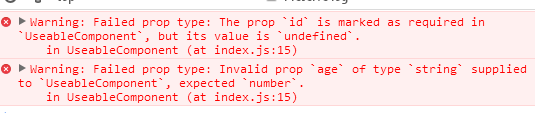 Warning: Failed prop type: The prop `id` is marked as required in
`UseableComponent`, but its value is `undefined`.
in UseableComponent (at index.js:15)
Warning: Failed prop type: Invalid prop `age` of type `string` supplied
to `UseableComponent`, expected `number`.
in UseableComponent (at index.js:15)